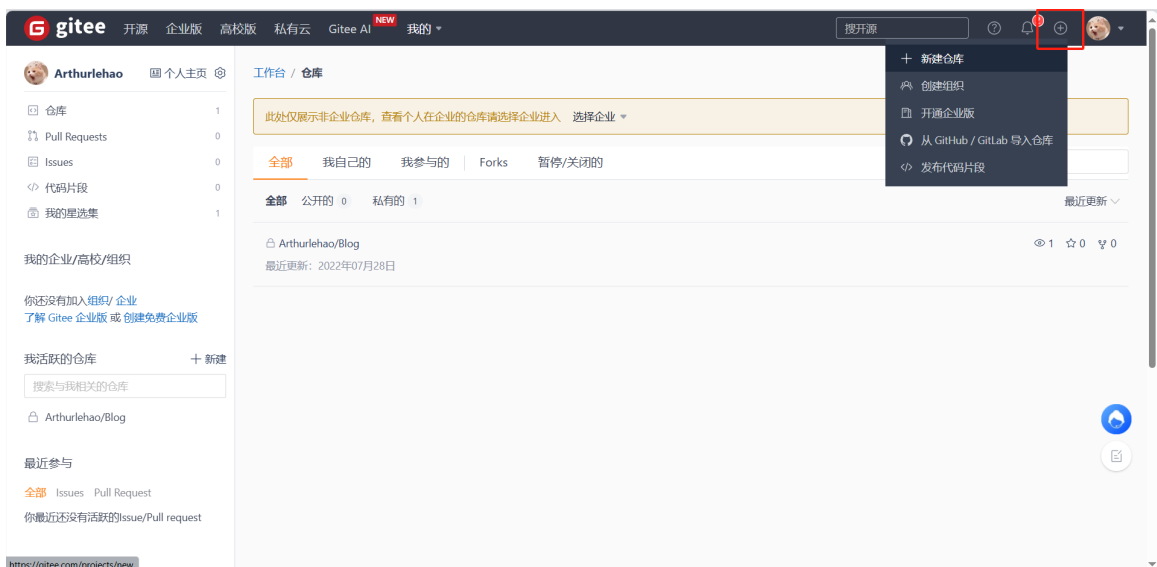 gitee 开源 企业版 高校版 私有云 Gitee AI NEW 我的 搜开源
新建仓库
创建组织
开通企业版
从 GitHub / GitLab 导入仓库
发布代码片段
Arthurlehao 个人主页
仓库 1
Pull Requests 0
Issues 0
代码片段 0
我的星选集 1
我的企业/高校/组织
你还没有加入组织/ 企业
了解 Gitee 企业版 或 创建免费企业版
我活跃的仓库 + 新建
搜索与我相关的仓库
Arthurlehao/Blog
最近参与
全部 Issues Pull Request
你最近还没有活跃的Issue/Pull request
https://gitee.com/projects/new
工作台 / 仓库
此处仅展示非企业仓库，查看个人在企业的仓库请选择企业进入 选择企业
全部 我自己的 我参与的 Forks 暂停/关闭的
全部 公开的 0 私有的 1 最近更新
Arthurlehao/Blog 1 0 0
最近更新：2022年07月28日